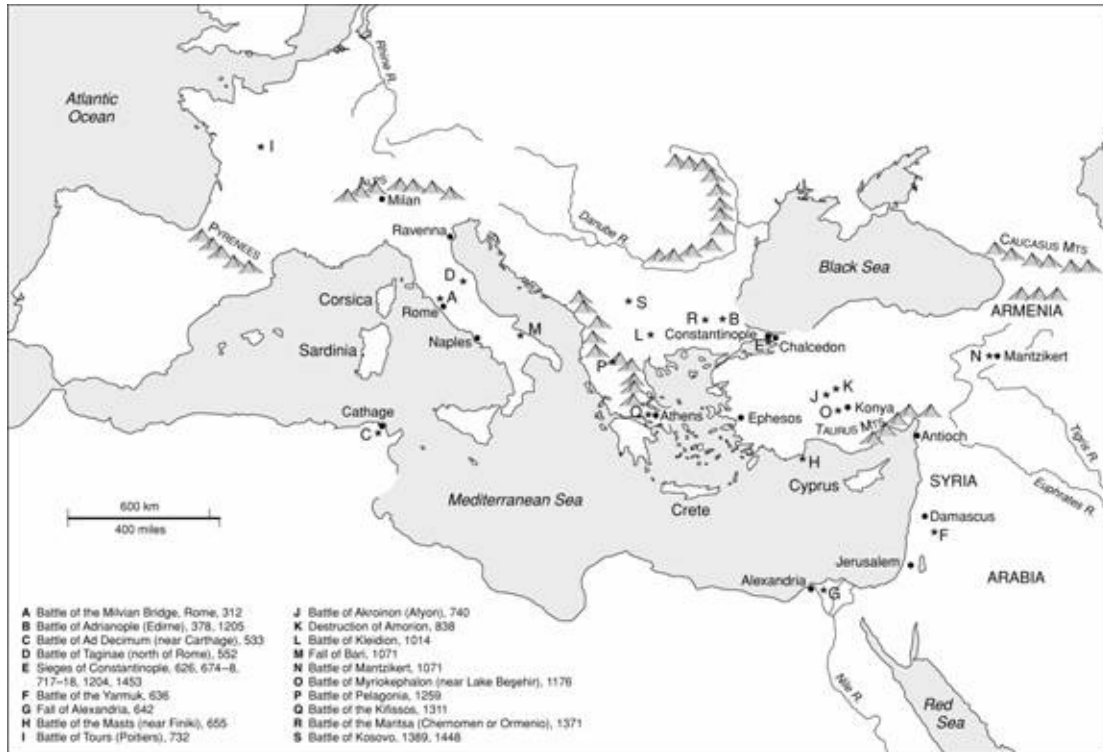 Atlantic
Ocean
Rhine R.
I
ALPS
Milan
PYRENEES
Ravenna
Danube R.
Black Sea
CAUCASUS MTS
ARMENIA
D
Corsica
A
Rome
S
R
B
Constantinople
E
Chalcedon
L
M
Naples
Sardinia
N
Mantzikert
P
K
J
O
Konya
Q
Athens
Ephesos
TAURUS MTS
Antioch
Tigris R.
Cathage
C
H
Cyprus
SYRIA
Euphrates R.
Mediterranean Sea
Crete
600 km
400 miles
Damascus
F
Jerusalem
ARABIA
Alexandria
G
Nile R.
Red
Sea
A Battle of the Milvian Bridge, Rome, 312
B Battle of Adrianople (Edirne), 378, 1205
C Battle of Ad Decimum (near Carthage), 533
D Battle of Taginae (north of Rome), 552
E Sieges of Constantinople, 626, 674–8,
717–18, 1204, 1453
F Battle of the Yarmuk, 636
G Fall of Alexandria, 642
H Battle of the Masts (near Finiki), 655
I Battle of Tours (Poitiers), 732
J Battle of Akroinon (Afyon), 740
K Destruction of Amorion, 838
L Battle of Kleidion, 1014
M Fall of Bari, 1071
N Battle of Mantzikert, 1071
O Battle of Myriokephalon (near Lake Beşehir), 1176
P Battle of Pelagonia, 1259
Q Battle of the Kifissos, 1311
R Battle of the Maritsa (Chernomen or Ormenio), 1371
S Battle of Kosovo, 1389, 1448